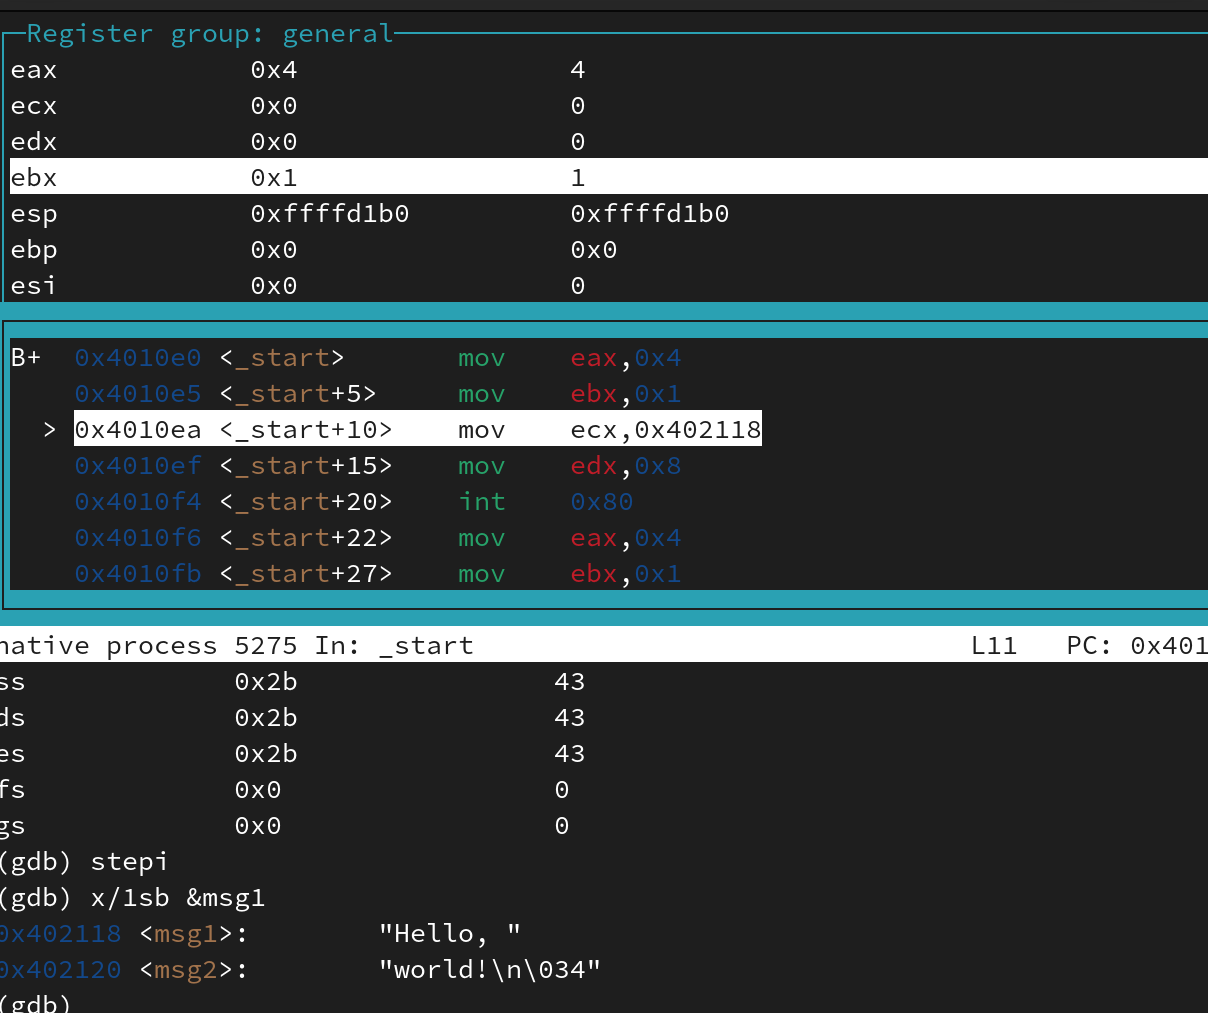 Register group: general
eax 0x4 4
ecx 0x0 0
edx 0x0 0
ebx 0x1 1
esp 0xffffd1b0 0xffffd1b0
ebp 0x0 0x0
esi 0x0 0
B+ 0x4010e0 <_start> mov eax,0x4
0x4010e5 <_start+5> mov ebx,0x1
> 0x4010ea <_start+10> mov ecx,0x402118
0x4010ef <_start+15> mov edx,0x8
0x4010f4 <_start+20> int 0x80
0x4010f6 <_start+22> mov eax,0x4
0x4010fb <_start+27> mov ebx,0x1
native process 5275 In: _start L11 PC: 0x401
ss 0x2b 43
ds 0x2b 43
es 0x2b 43
fs 0x0 0
gs 0x0 0
(gdb) stepi
(gdb) x/1sb &msg1
0x402118 <msg1>: "Hello, "
0x402120 <msg2>: "world!\n\034"
(gdb)